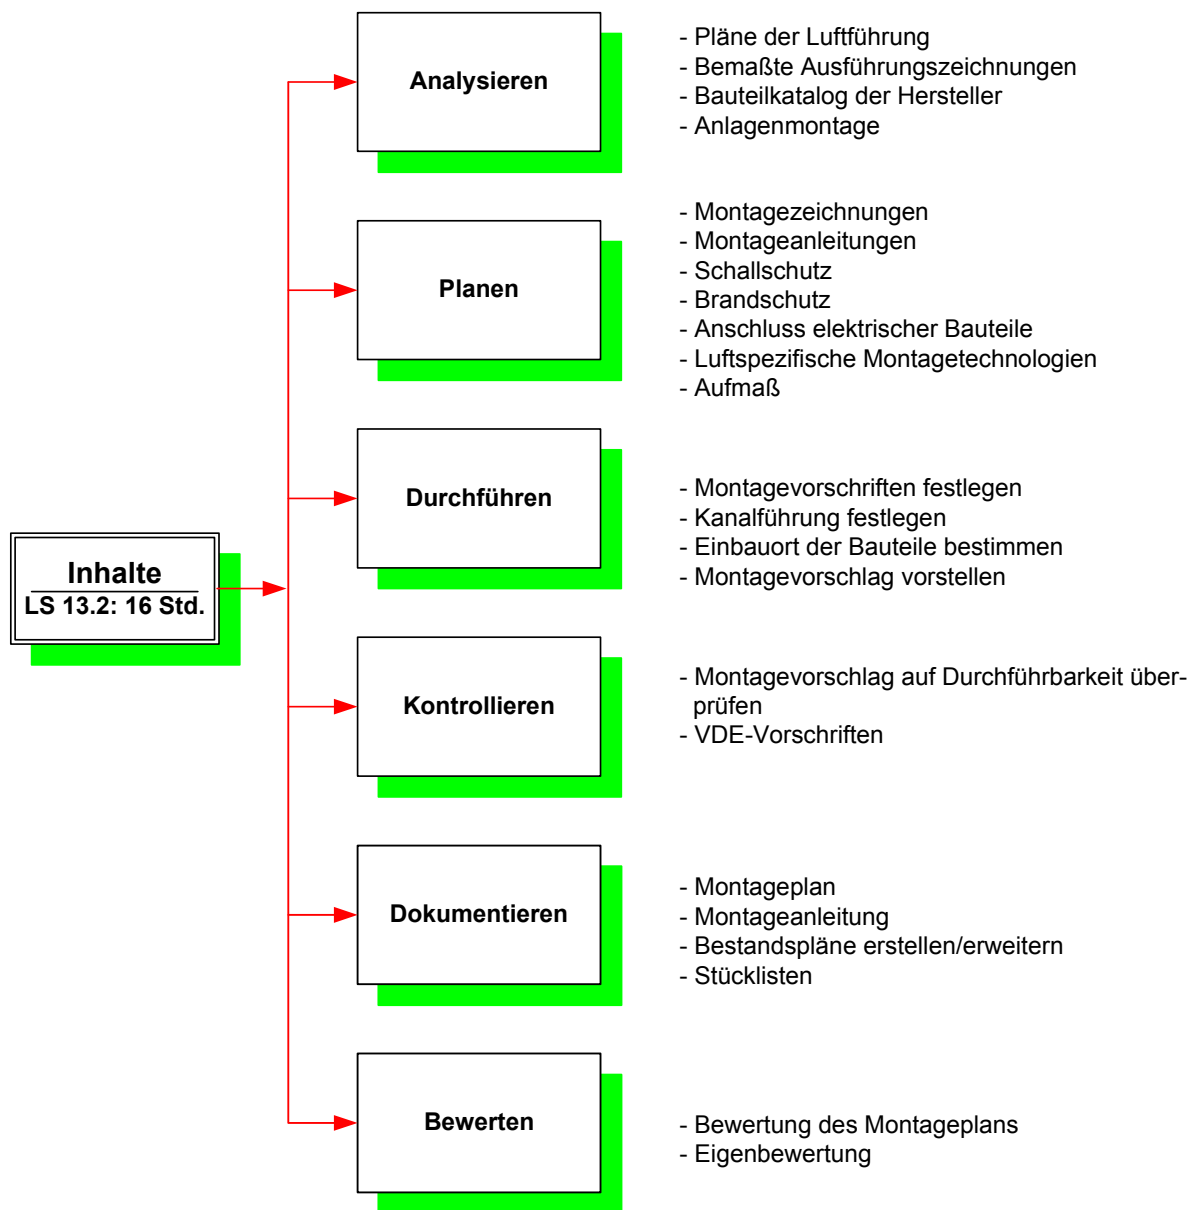 Analysieren
- Pläne der Luftführung
- Bemaßte Ausführungszeichnungen
- Bauteilkatalog der Hersteller
- Anlagenmontage
Planen
- Montagezeichnungen
- Montageanleitungen
- Schallschutz
- Brandschutz
- Anschluss elektrischer Bauteile
- Luftspezifische Montagetechnologien
- Aufmaß
Inhalte
LS 13.2: 16 Std.
Durchführen
- Montagevorschriften festlegen
- Kanalführung festlegen
- Einbauort der Bauteile bestimmen
- Montagevorschlag vorstellen
Kontrollieren
- Montagevorschlag auf Durchführbarkeit über-
prüfen
- VDE-Vorschriften
Dokumentieren
- Montageplan
- Montageanleitung
- Bestandspläne erstellen/erweitern
- Stücklisten
Bewerten
- Bewertung des Montageplans
- Eigenbewertung